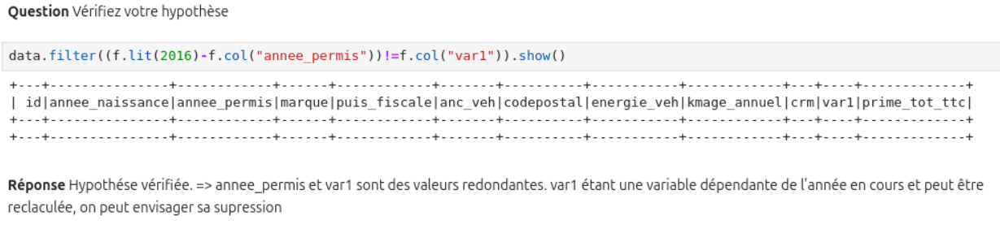 Question Vérifiez votre hypothèse
data.filter((f.lit(2016)-f.col("annee_permis"))!=f.col("var1")).show()
+---+---------------+------------+------+-----------+-------+----------+-----------+------------+---+----+-------------+
| id|annee_naissance|annee_permis|marque|puis_fiscale|anc_veh|codepostal|energie_veh|kmage_annuel|crm|var1|prime_tot_ttc|
+---+---------------+------------+------+------------+-------+----------+-----------+------------+---+----+-------------+
+---+---------------+------------+------+------------+-------+----------+-----------+------------+---+----+-------------+
Réponse Hypothése vérifiée. => annee_permis et var1 sont des valeurs redondantes. var1 étant une variable dépendante de l'année en cours et peut être
reclaculée, on peut envisager sa supression